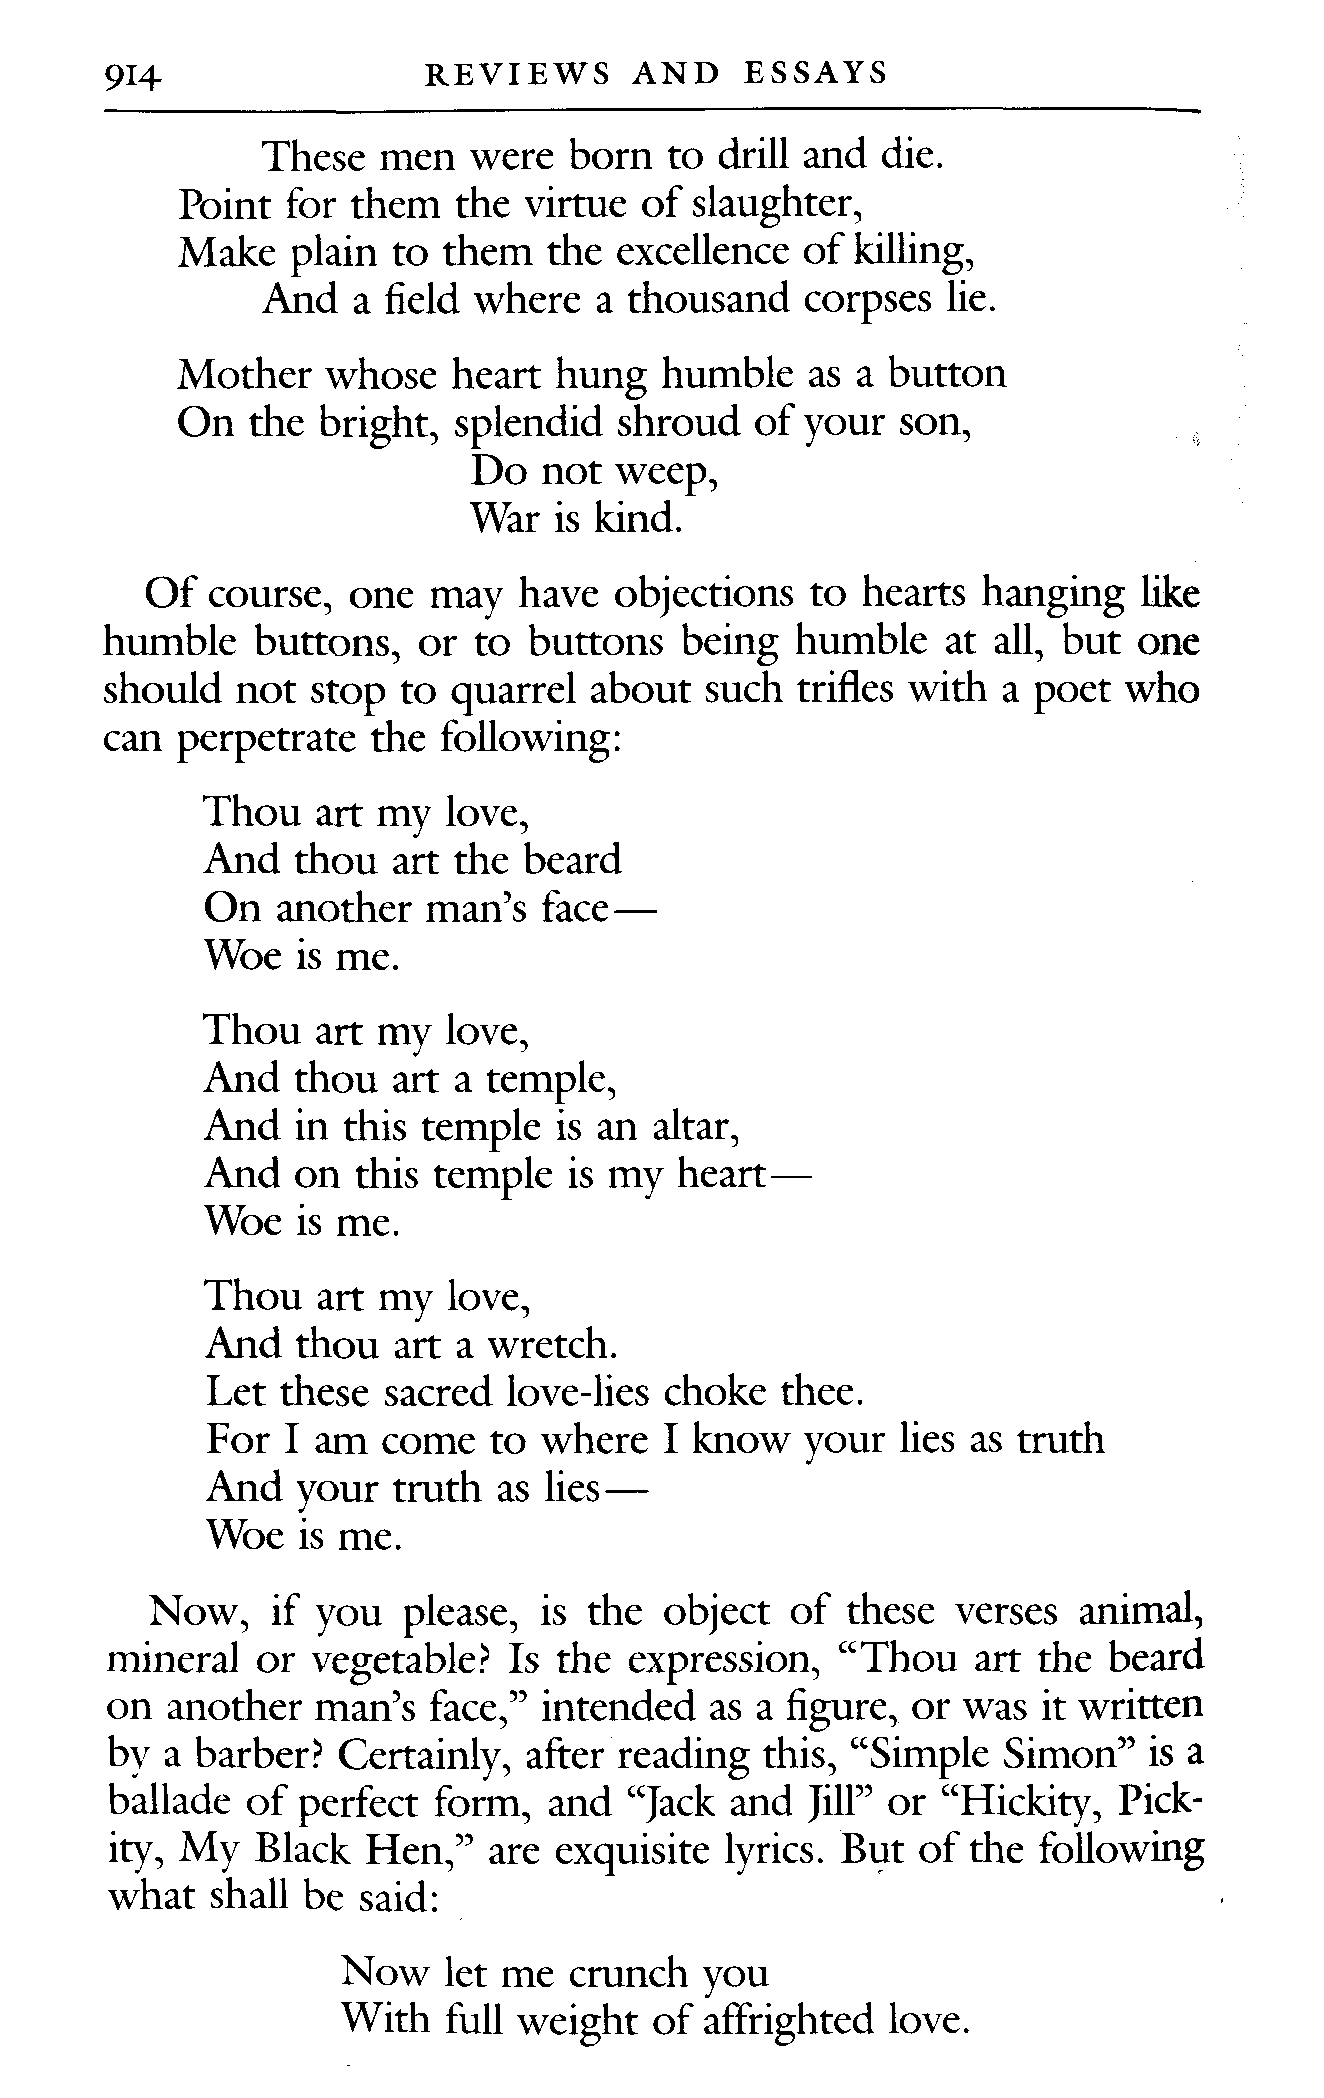 914 REVIEWS AND ESSAYS
These men were born to drill and die.
Point for them the virtue of slaughter,
Make plain to them the excellence of killing,
And a field where a thousand corpses lie.
Mother whose heart hung humble as a button
On the bright, splendid shroud of your son,
Do not weep,
War is kind.
Of course, one may have objections to hearts hanging like
humble buttons, or to buttons being humble at all, but one
should not stop to quarrel about such trifles with a poet who
can perpetrate the following:
Thou art my love,
And thou art the beard
On another man’s face—
Woe is me.
Thou art my love,
And thou art a temple,
And in this temple is an altar,
And on this temple is my heart—
Woe is me.
Thou art my love,
And thou art a wretch.
Let these sacred love-lies choke thee.
For I am come to where I know your lies as truth
And your truth as lies—
Woe is me.
Now, if you please, is the object of these verses animal,
mineral or vegetable? Is the expression, “Thou art the beard
on another man’s face,” intended as a figure, or was it written
by a barber? Certainly, after reading this, “Simple Simon” is a
ballade of perfect form, and “Jack and Jill” or “Hickity, Pick-
ity, My Black Hen,” are exquisite lyrics. But of the following
what shall be said:
Now let me crunch you
With full weight of affrighted love.